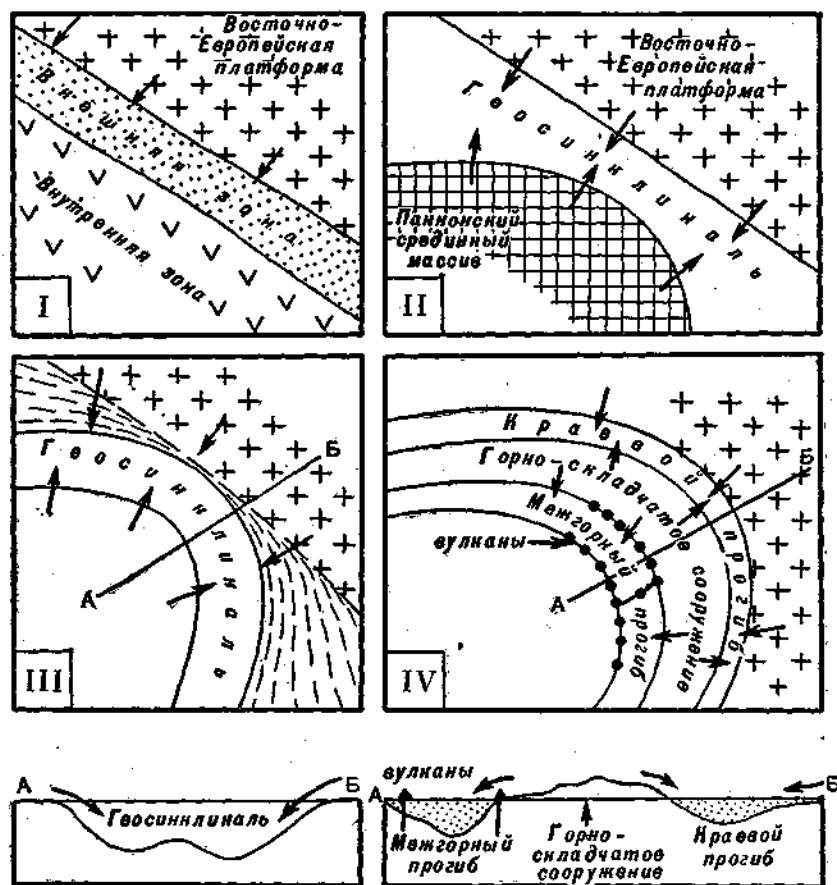 Восточно-
Европейская
платформа
Внешняя зона
Внутренняя зона
I
Восточно-
Европейская
платформа
Геосинклиналь
Паннонский
срединный
массив
II
Геосинклиналь
Б
А
III
Краевой прогиб
Горно-складчатое сооружение
Межгорный прогиб
вулканы
Б
А
IV
А
Б
Геосинклиналь
вулканы
А
Б
Межгорный
прогиб
Горно-
складчатое
сооружение
Краевой
прогиб